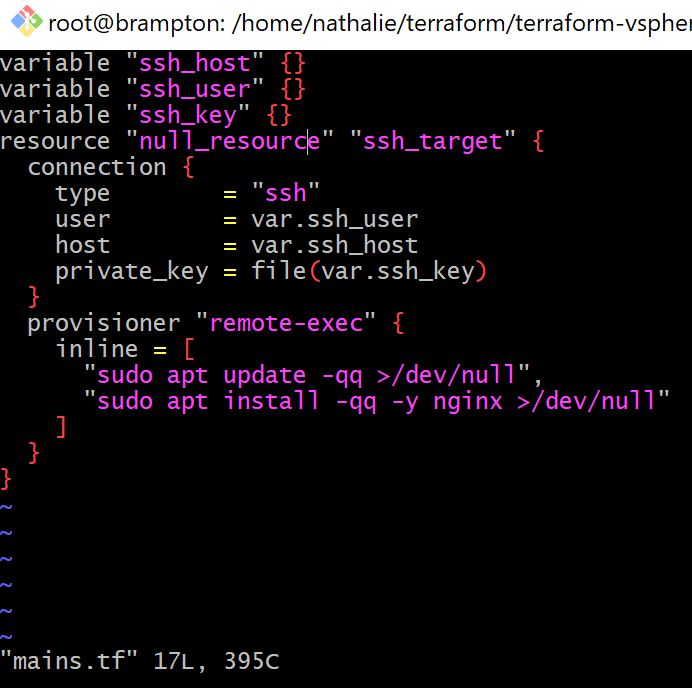 root@brampton: /home/nathalie/terraform/terraform-vspher
variable "ssh_host" {}
variable "ssh_user" {}
variable "ssh_key" {}
resource "null_resource" "ssh_target" {
  connection {
    type        = "ssh"
    user        = var.ssh_user
    host        = var.ssh_host
    private_key = file(var.ssh_key)
  }
  provisioner "remote-exec" {
    inline = [
      "sudo apt update -qq >/dev/null",
      "sudo apt install -qq -y nginx >/dev/null"
    ]
  }
}
~
~
~
~
~
~
"mains.tf" 17L, 395C